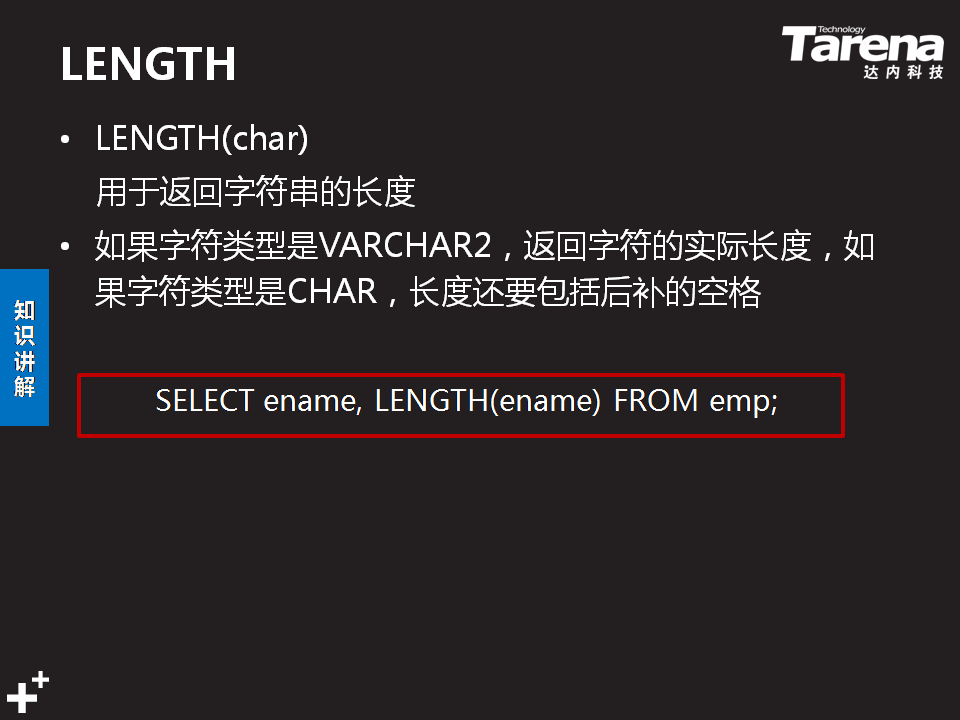 LENGTH
Technology
Tarena
达内科技
• LENGTH(char)
用于返回字符串的长度
• 如果字符类型是VARCHAR2，返回字符的实际长度，如
果字符类型是CHAR，长度还要包括后补的空格
知识讲解
SELECT ename, LENGTH(ename) FROM emp;